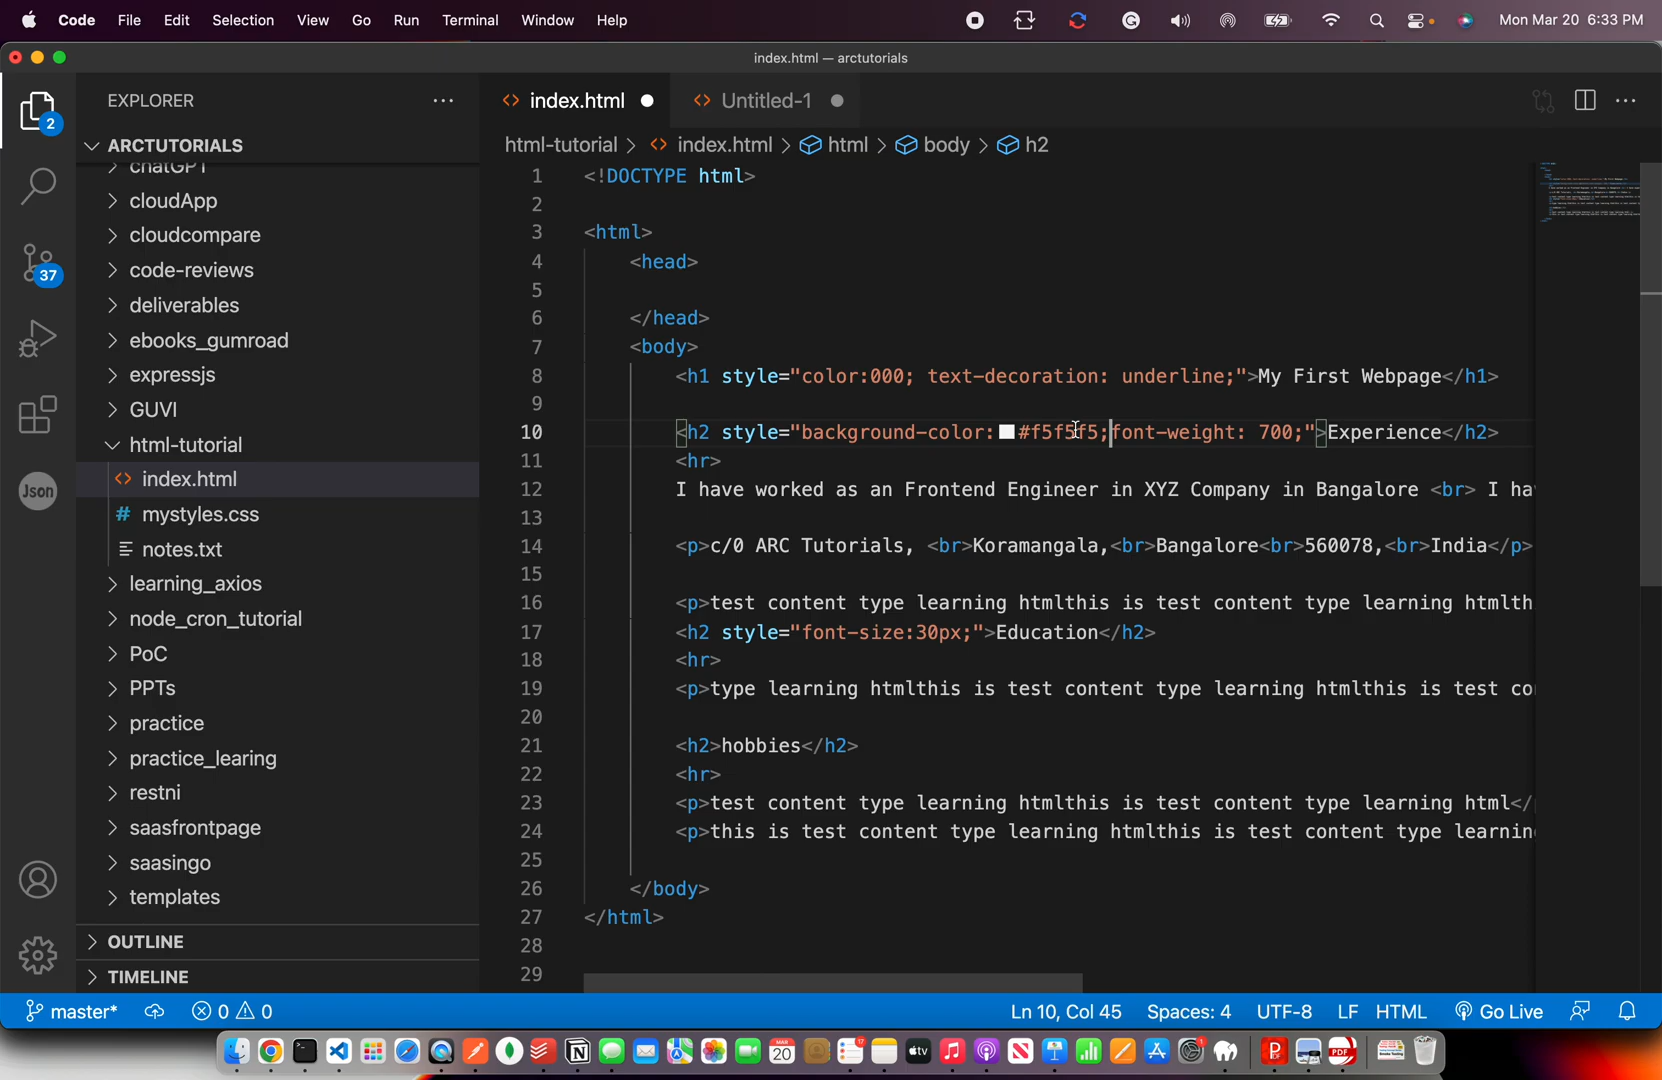 Code File Edit Selection View Go Run Terminal Window Help Mon Mar 20 6:33 PM
index.html — arctutorials
EXPLORER
2
37
Json
ARCTUTORIALS
chatGPT
cloudApp
cloudcompare
code-reviews
deliverables
ebooks_gumroad
expressjs
GUVI
html-tutorial
index.html
mystyles.css
notes.txt
learning_axios
node_cron_tutorial
PoC
PPTs
practice
practice_learing
restni
saasfrontpage
saasingo
templates
OUTLINE
TIMELINE
index.html Untitled-1
html-tutorial > index.html > html > body > h2
1 <!DOCTYPE html>
2
3 <html>
4 <head>
5
6 </head>
7 <body>
8 <h1 style="color:000; text-decoration: underline;">My First Webpage</h1>
9
10 <h2 style="background-color: #f5f5f5;font-weight: 700;">Experience</h2>
11 <hr>
12 I have worked as an Frontend Engineer in XYZ Company in Bangalore <br> I ha
13
14 <p>c/0 ARC Tutorials, <br>Koramangala,<br>Bangalore<br>560078,<br>India</p>
15
16 <p>test content type learning htmlthis is test content type learning htmlth
17 <h2 style="font-size:30px;">Education</h2>
18 <hr>
19 <p>type learning htmlthis is test content type learning htmlthis is test co
20
21 <h2>hobbies</h2>
22 <hr>
23 <p>test content type learning htmlthis is test content type learning html</
24 <p>this is test content type learning htmlthis is test content type learnin
25
26 </body>
27 </html>
28
29
master* 0 0 Ln 10, Col 45 Spaces: 4 UTF-8 LF HTML Go Live